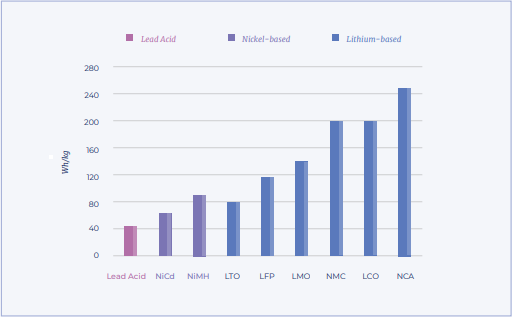 Lead Acid Nickel-based Lithium-based
280
240
200
160
120
80
40
0
Wh/kg
Lead Acid NiCd NiMH LTO LFP LMO NMC LCO NCA